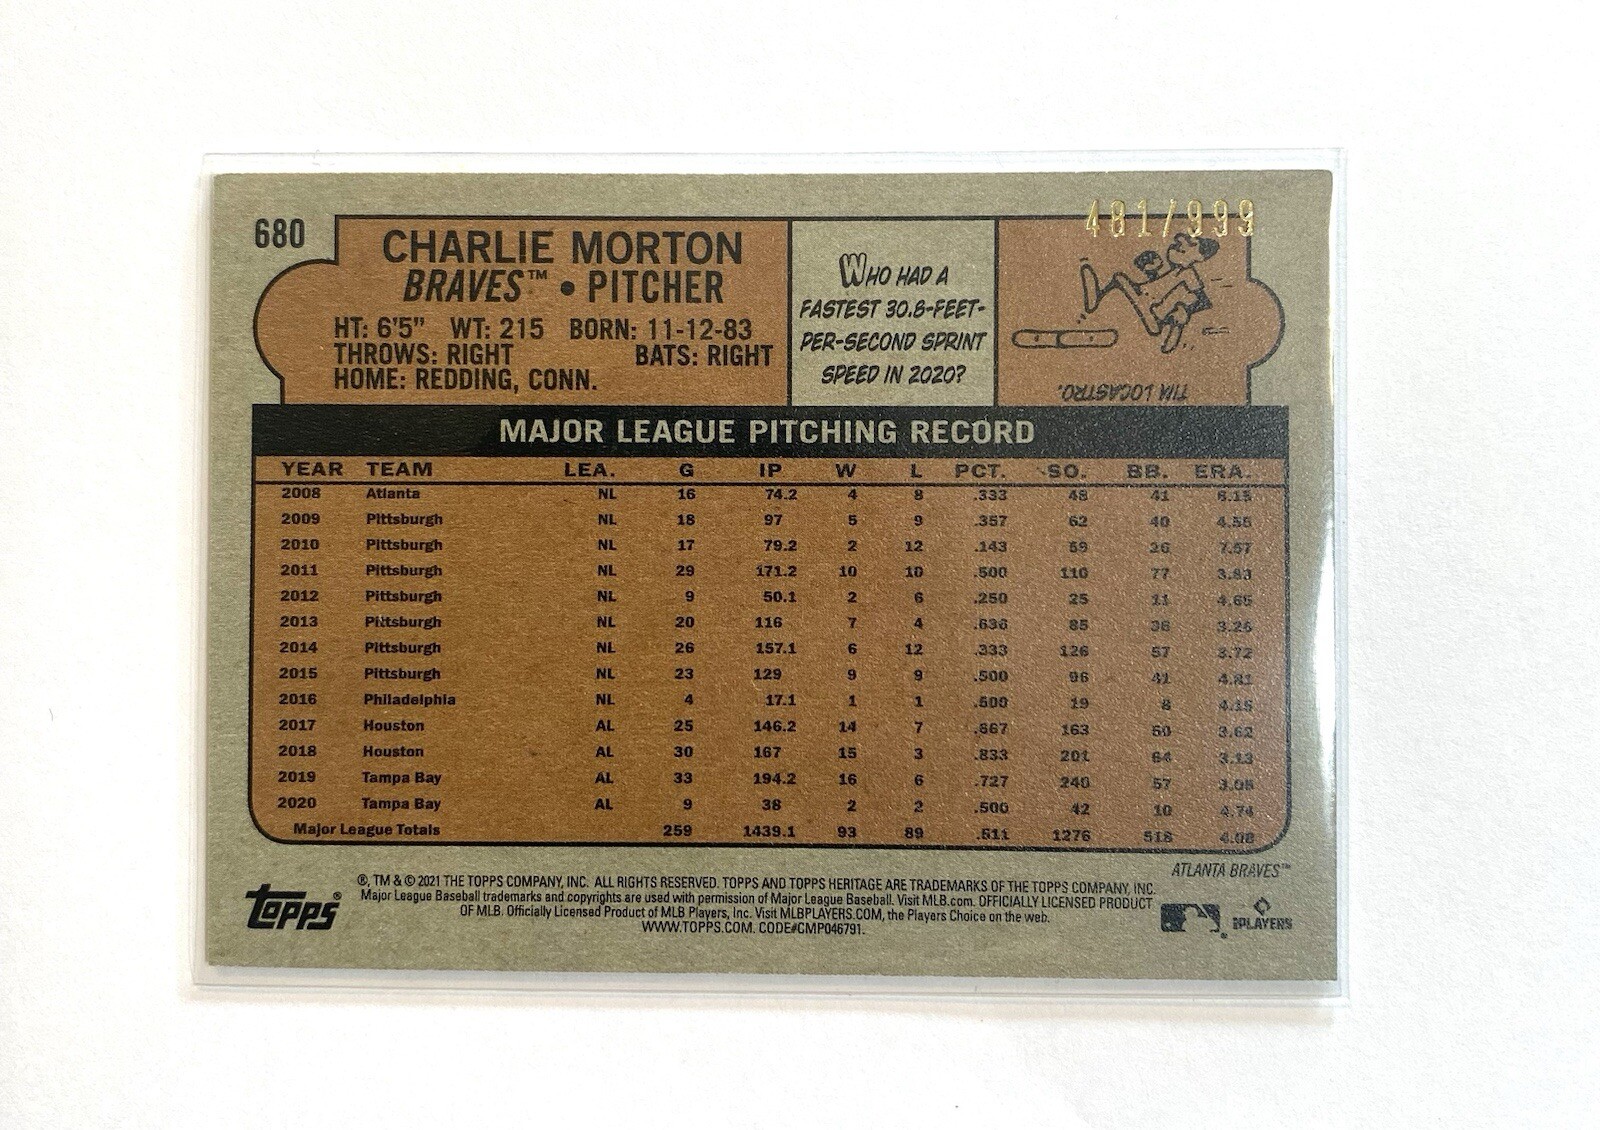 680
481/999
CHARLIE MORTON
BRAVES™ • PITCHER
HT: 6'5" WT: 215 BORN: 11-12-83
THROWS: RIGHT BATS: RIGHT
HOME: REDDING, CONN.
WHO HAD A
FASTEST 30.8-FEET-
PER-SECOND SPRINT
SPEED IN 2020?
TIM LOCASTRO.
MAJOR LEAGUE PITCHING RECORD
YEAR TEAM LEA. G IP W L PCT. SO. BB. ERA.
2008 Atlanta NL 16 74.2 4 8 .333 48 41 6.15
2009 Pittsburgh NL 18 97 5 9 .357 62 40 4.55
2010 Pittsburgh NL 17 79.2 2 12 .143 59 26 7.57
2011 Pittsburgh NL 29 171.2 10 10 .500 110 77 3.83
2012 Pittsburgh NL 9 50.1 2 6 .250 25 11 4.65
2013 Pittsburgh NL 20 116 7 4 .636 85 36 3.26
2014 Pittsburgh NL 26 157.1 6 12 .333 126 57 3.72
2015 Pittsburgh NL 23 129 9 9 .500 96 41 4.81
2016 Philadelphia NL 4 17.1 1 1 .500 19 8 4.15
2017 Houston AL 25 146.2 14 7 .667 163 50 3.62
2018 Houston AL 30 167 15 3 .833 201 64 3.13
2019 Tampa Bay AL 33 194.2 16 6 .727 240 57 3.05
2020 Tampa Bay AL 9 38 2 2 .500 42 10 4.74
Major League Totals 259 1439.1 93 89 .511 1276 518 4.08
ATLANTA BRAVES™
®, TM & © 2021 THE TOPPS COMPANY, INC. ALL RIGHTS RESERVED. TOPPS AND TOPPS HERITAGE ARE TRADEMARKS OF THE TOPPS COMPANY, INC.
Major League Baseball trademarks and copyrights are used with permission of Major League Baseball. Visit MLB.com. OFFICIALLY LICENSED PRODUCT
OF MLB. Officially Licensed Product of MLB Players, Inc. Visit MLBPLAYERS.COM, the Players Choice on the web.
WWW.TOPPS.COM. CODE#CMP046791.
topps®
PLAYERS